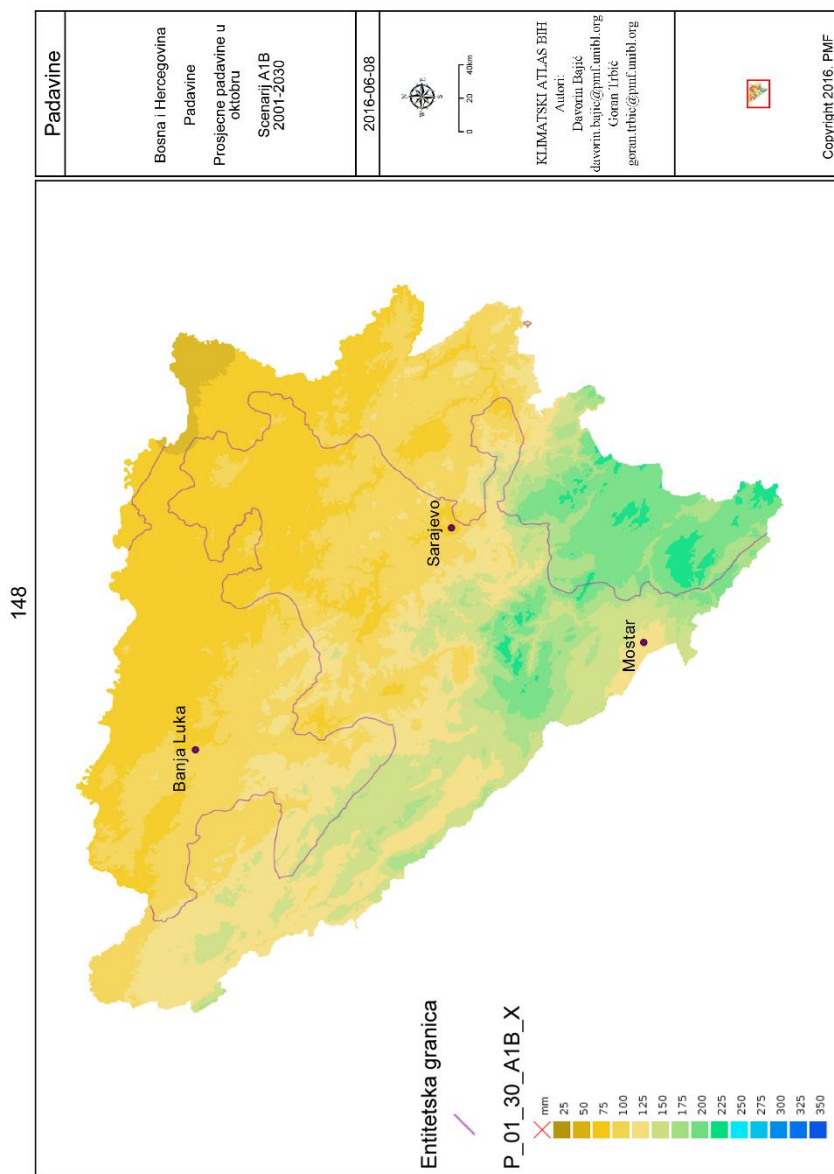 148
Padavine
Bosna i Hercegovina
Padavine
Prosjecne padavine u
oktobru
Scenarij A1B
2001-2030
2016-06-08
N
W
E
S
0 20 40km
KLIMATSKI ATLAS BIH
Autori:
Davorin Bajić
davorin.bajic@pmf.unibl.org
Goran Trbić
goran.trbic@pmf.unibl.org
Copyright 2016. PMF
Banja Luka
Sarajevo
Mostar
Entitetska granica
P_01_30_A1B_X
mm
25
50
75
100
125
150
175
200
225
250
275
300
325
350